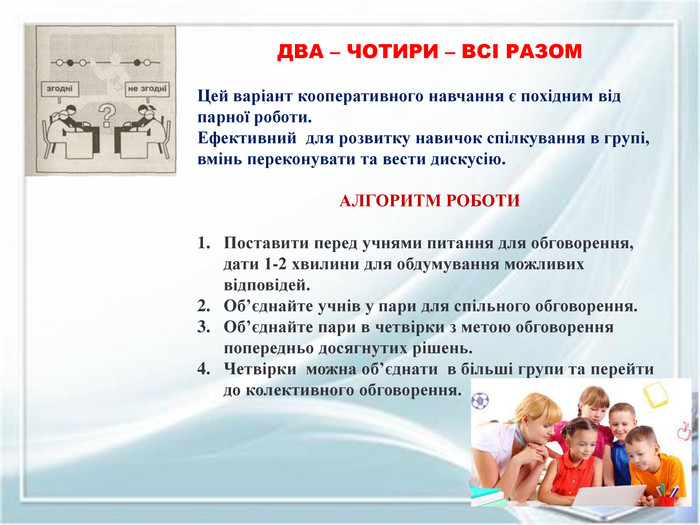 ДВА – ЧОТИРИ – ВСІ РАЗОМ
згодні
не згодні
?
Цей варіант кооперативного навчання є похідним від
парної роботи.
Ефективний для розвитку навичок спілкування в групі,
вмінь переконувати та вести дискусію.
АЛГОРИТМ РОБОТИ
1. Поставити перед учнями питання для обговорення,
дати 1-2 хвилини для обдумування можливих
відповідей.
2. Об’єднайте учнів у пари для спільного обговорення.
3. Об’єднайте пари в четвірки з метою обговорення
попередньо досягнутих рішень.
4. Четвірки можна об’єднати в більші групи та перейти
до колективного обговорення.